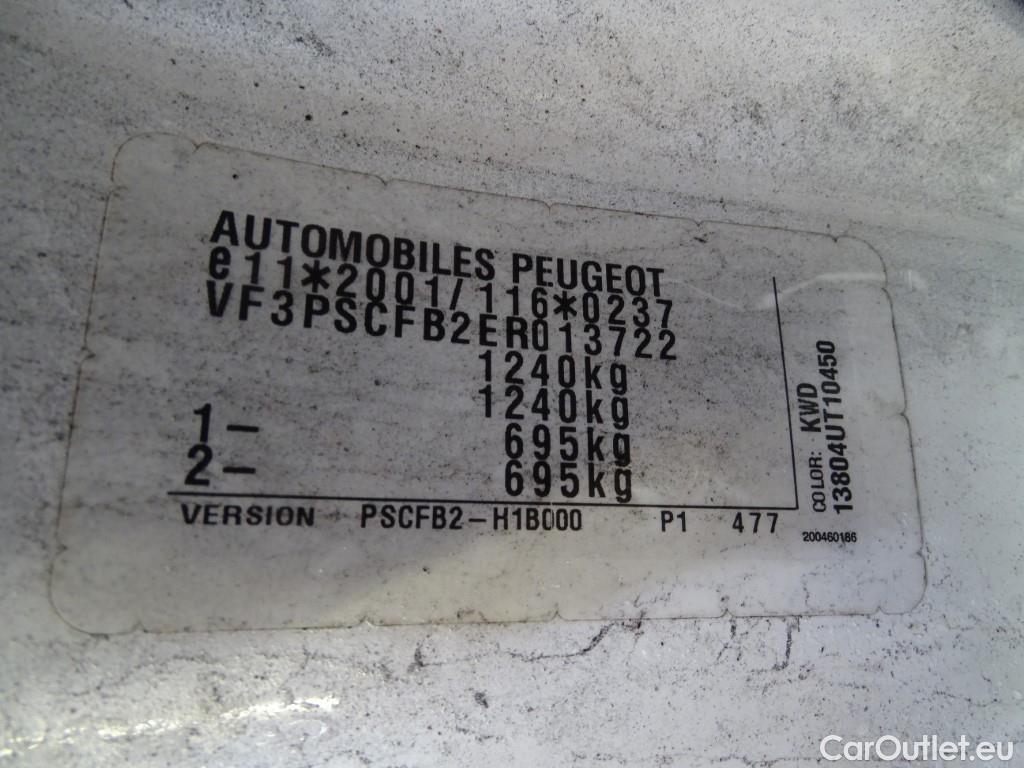 AUTOMOBILES PEUGEOT
e11*2001/116*0237
VF3PSCFB2ER013722
1240kg
1240kg
1- 695kg
2- 695kg
VERSION PSCFB2-H1B000 P1 477
COLOR: KWD
13804UT10450
200460186
CarOutlet.eu